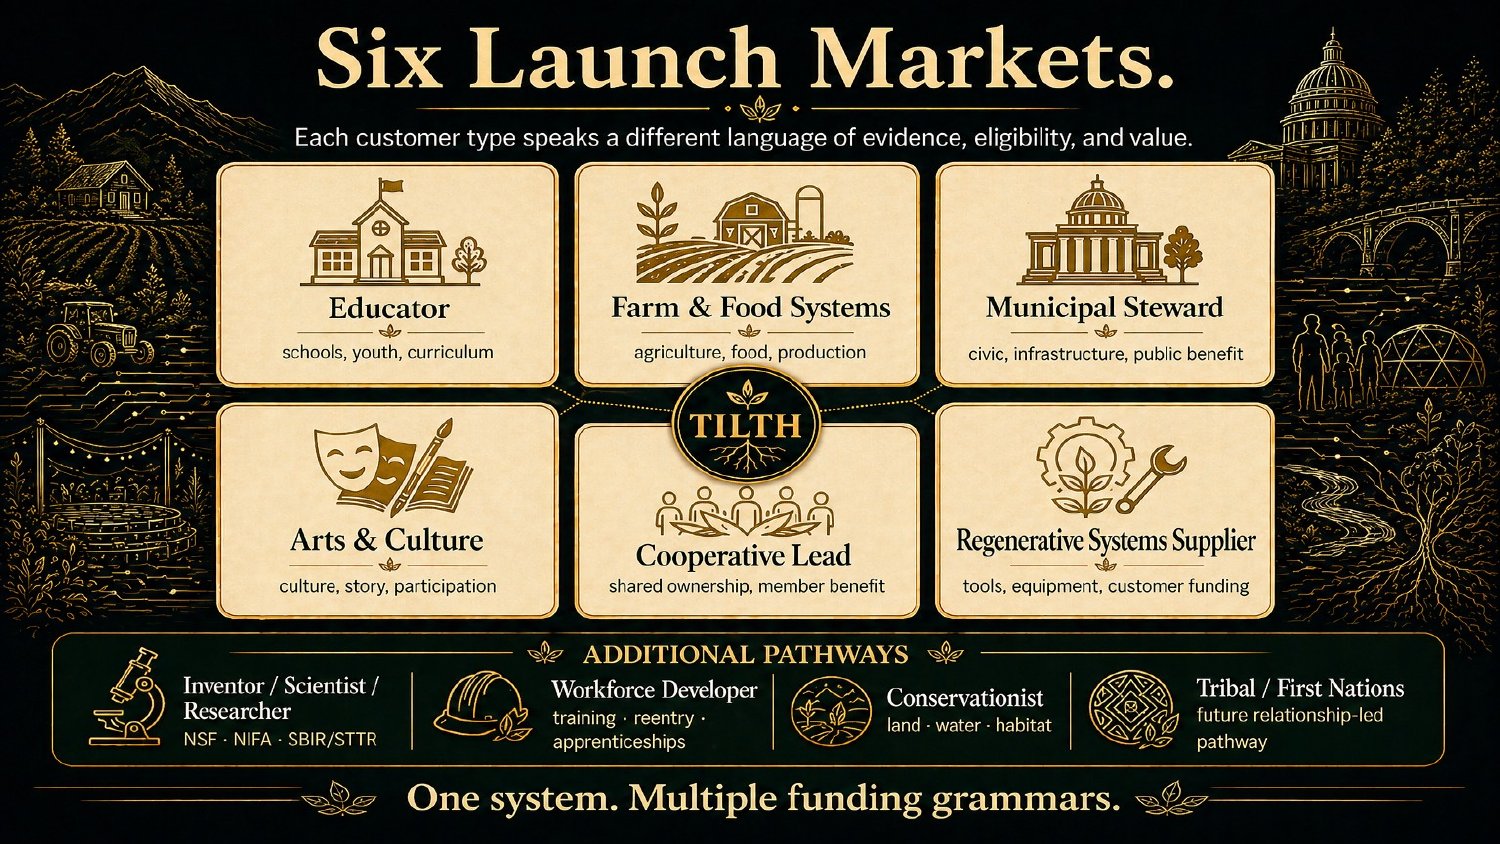 Six Launch Markets.
Each customer type speaks a different language of evidence, eligibility, and value.
Educator
schools, youth, curriculum
Farm & Food Systems
agriculture, food, production
Municipal Steward
civic, infrastructure, public benefit
TILTH
Arts & Culture
culture, story, participation
Cooperative Lead
shared ownership, member benefit
Regenerative Systems Supplier
tools, equipment, customer funding
ADDITIONAL PATHWAYS
Inventor / Scientist /
Researcher
NSF · NIFA · SBIR/STTR
Workforce Developer
training · reentry ·
apprenticeships
Conservationist
land · water · habitat
Tribal / First Nations
future relationship-led
pathway
One system. Multiple funding grammars.